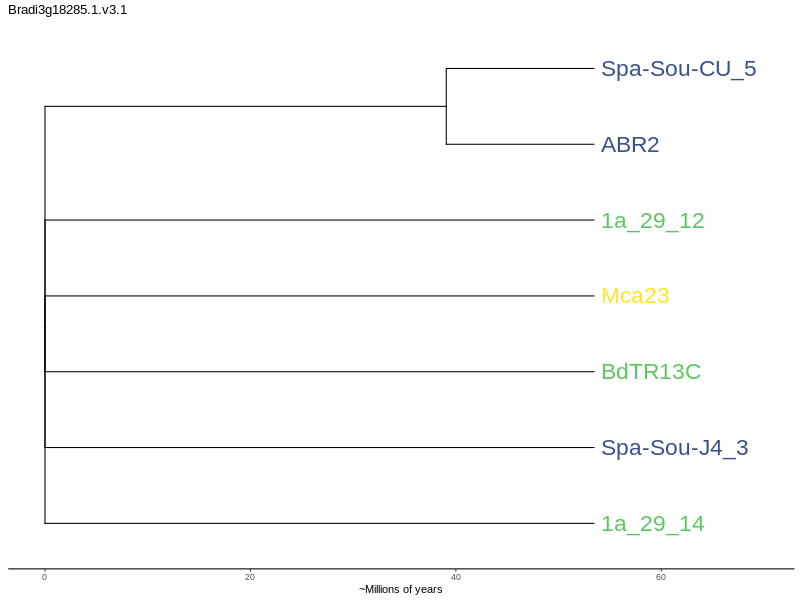 Bradi3g18285.1.v3.1
Spa-Sou-CU_5
ABR2
1a_29_12
Mca23
BdTR13C
Spa-Sou-J4_3
1a_29_14
0 20 40 60
~Millions of years